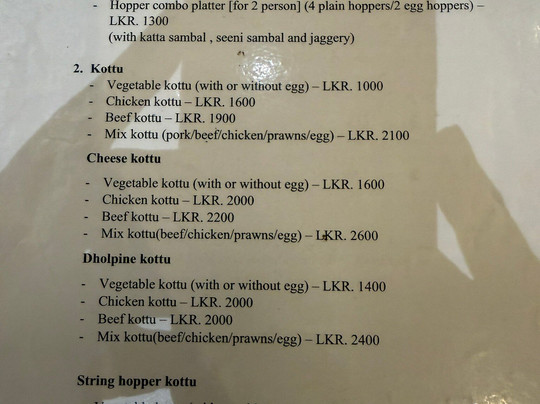 - Hopper combo platter [for 2 person] (4 plain hoppers/2 egg hoppers) –
LKR. 1300
(with katta sambal , seeni sambal and jaggery)
2. Kottu
- Vegetable kottu (with or without egg) – LKR. 1000
- Chicken kottu – LKR. 1600
- Beef kottu – LKR. 1900
- Mix kottu (pork/beef/chicken/prawns/egg) – LKR. 2100
Cheese kottu
- Vegetable kottu (with or without egg) – LKR. 1600
- Chicken kottu – LKR. 2000
- Beef kottu – LKR. 2200
- Mix kottu(beef/chicken/prawns/egg) – LKR. 2600
Dholpine kottu
- Vegetable kottu (with or without egg) – LKR. 1400
- Chicken kottu – LKR. 2000
- Beef kottu – LKR. 2000
- Mix kottu(beef/chicken/prawns/egg) – LKR. 2400
String hopper kottu